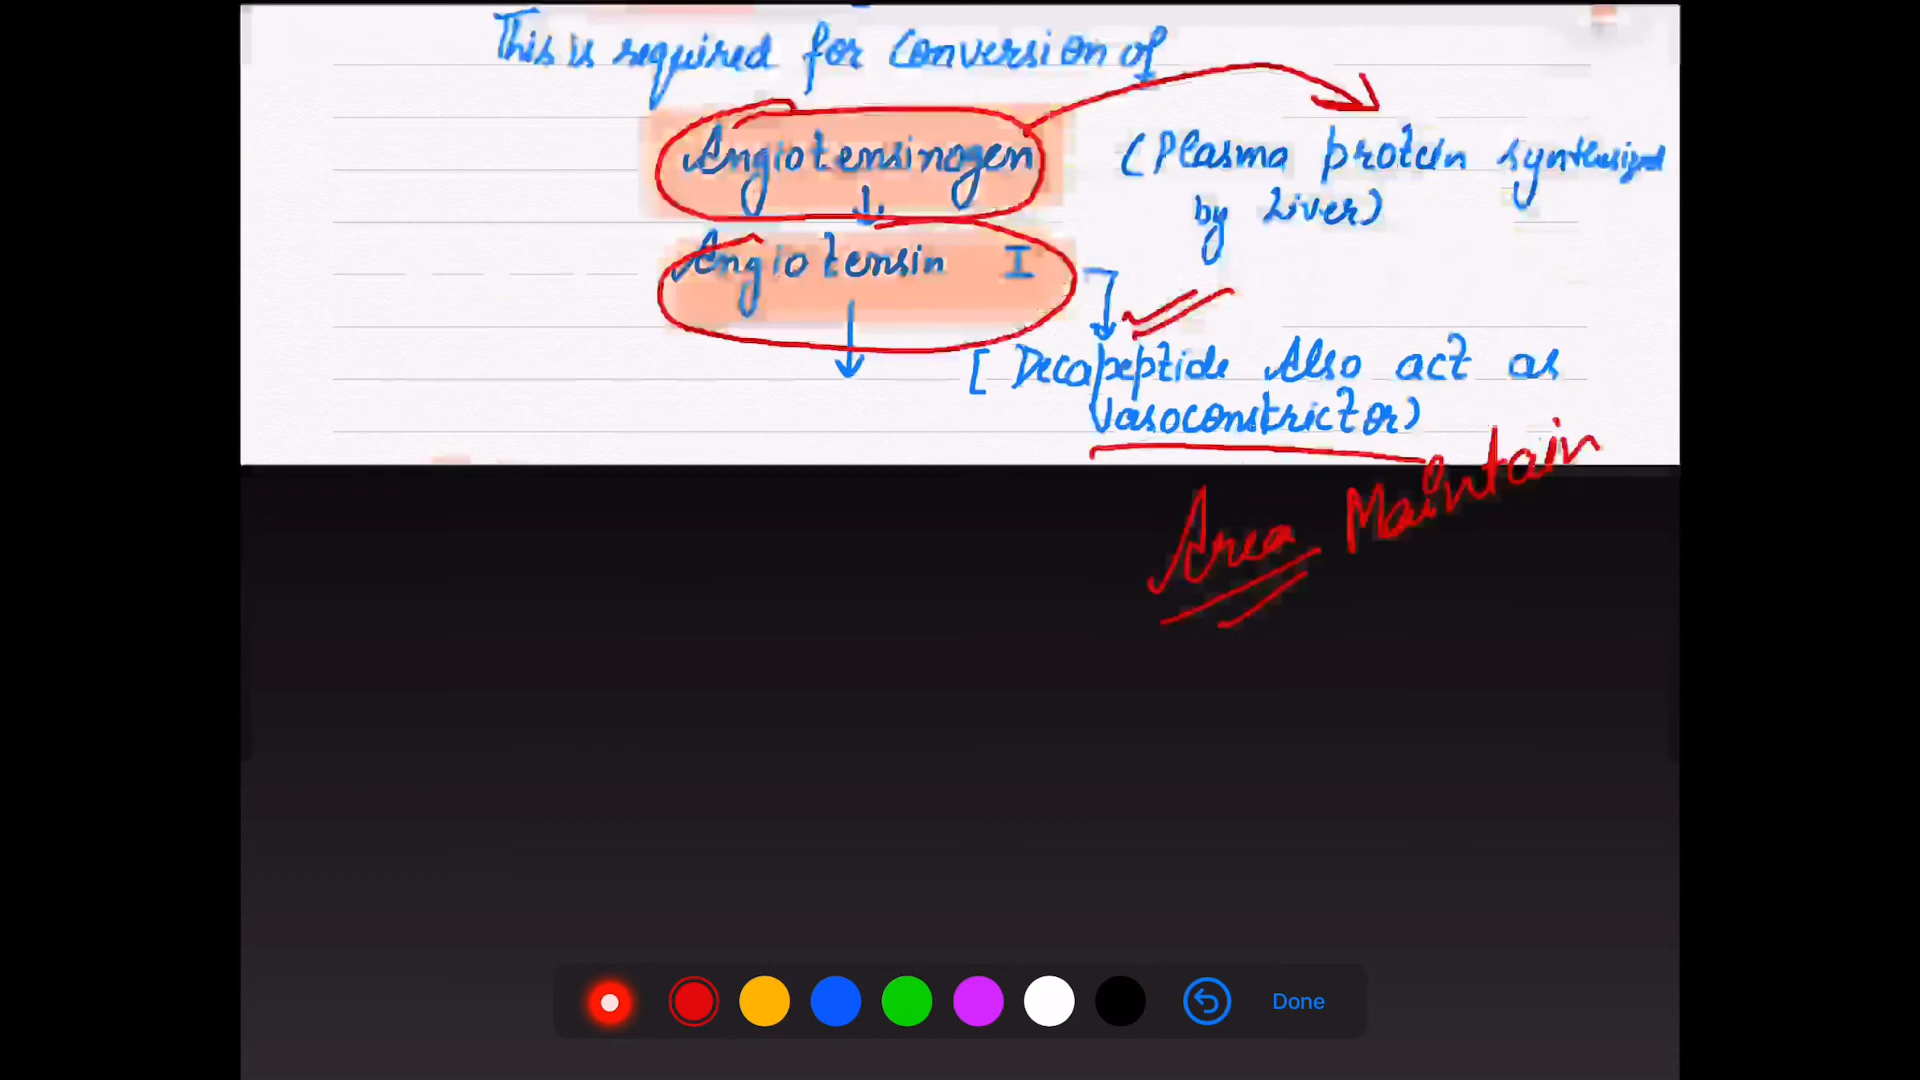 This is required for Conversion of
Angiotensinogen (Plasma protein synthesized
by Liver)
Angiotensin I
[ Decapeptide Also act as
Vasoconstrictor)
Area Maintain
Done